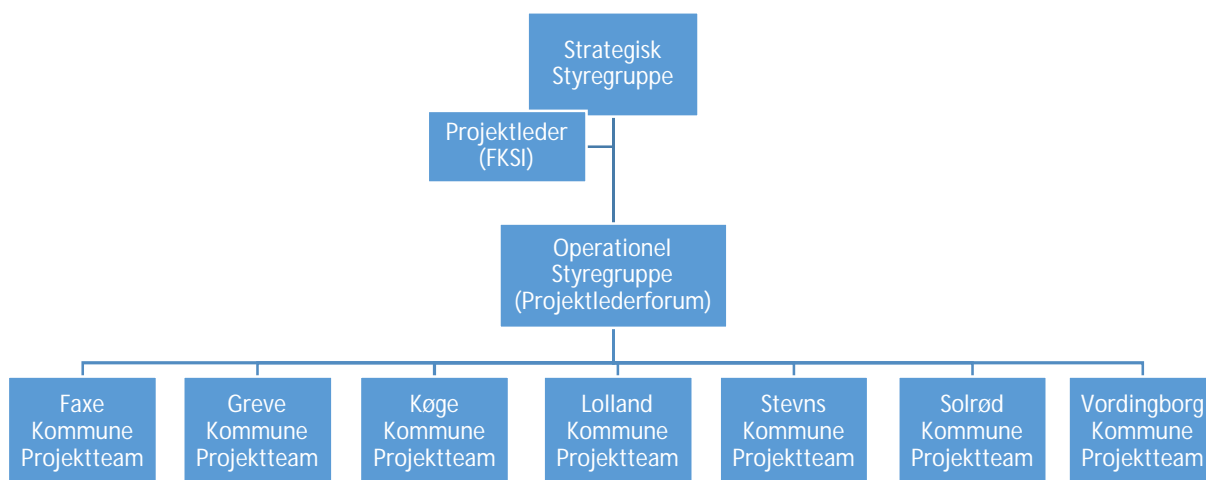 Strategisk
Styregruppe
Projektleder
(FKSI)
Operationel
Styregruppe
(Projektlederforum)
Faxe
Kommune
Projektteam
Greve
Kommune
Projektteam
Køge
Kommune
Projektteam
Lolland
Kommune
Projektteam
Stevns
Kommune
Projektteam
Solrød
Kommune
Projektteam
Vordingborg
Kommune
Projektteam